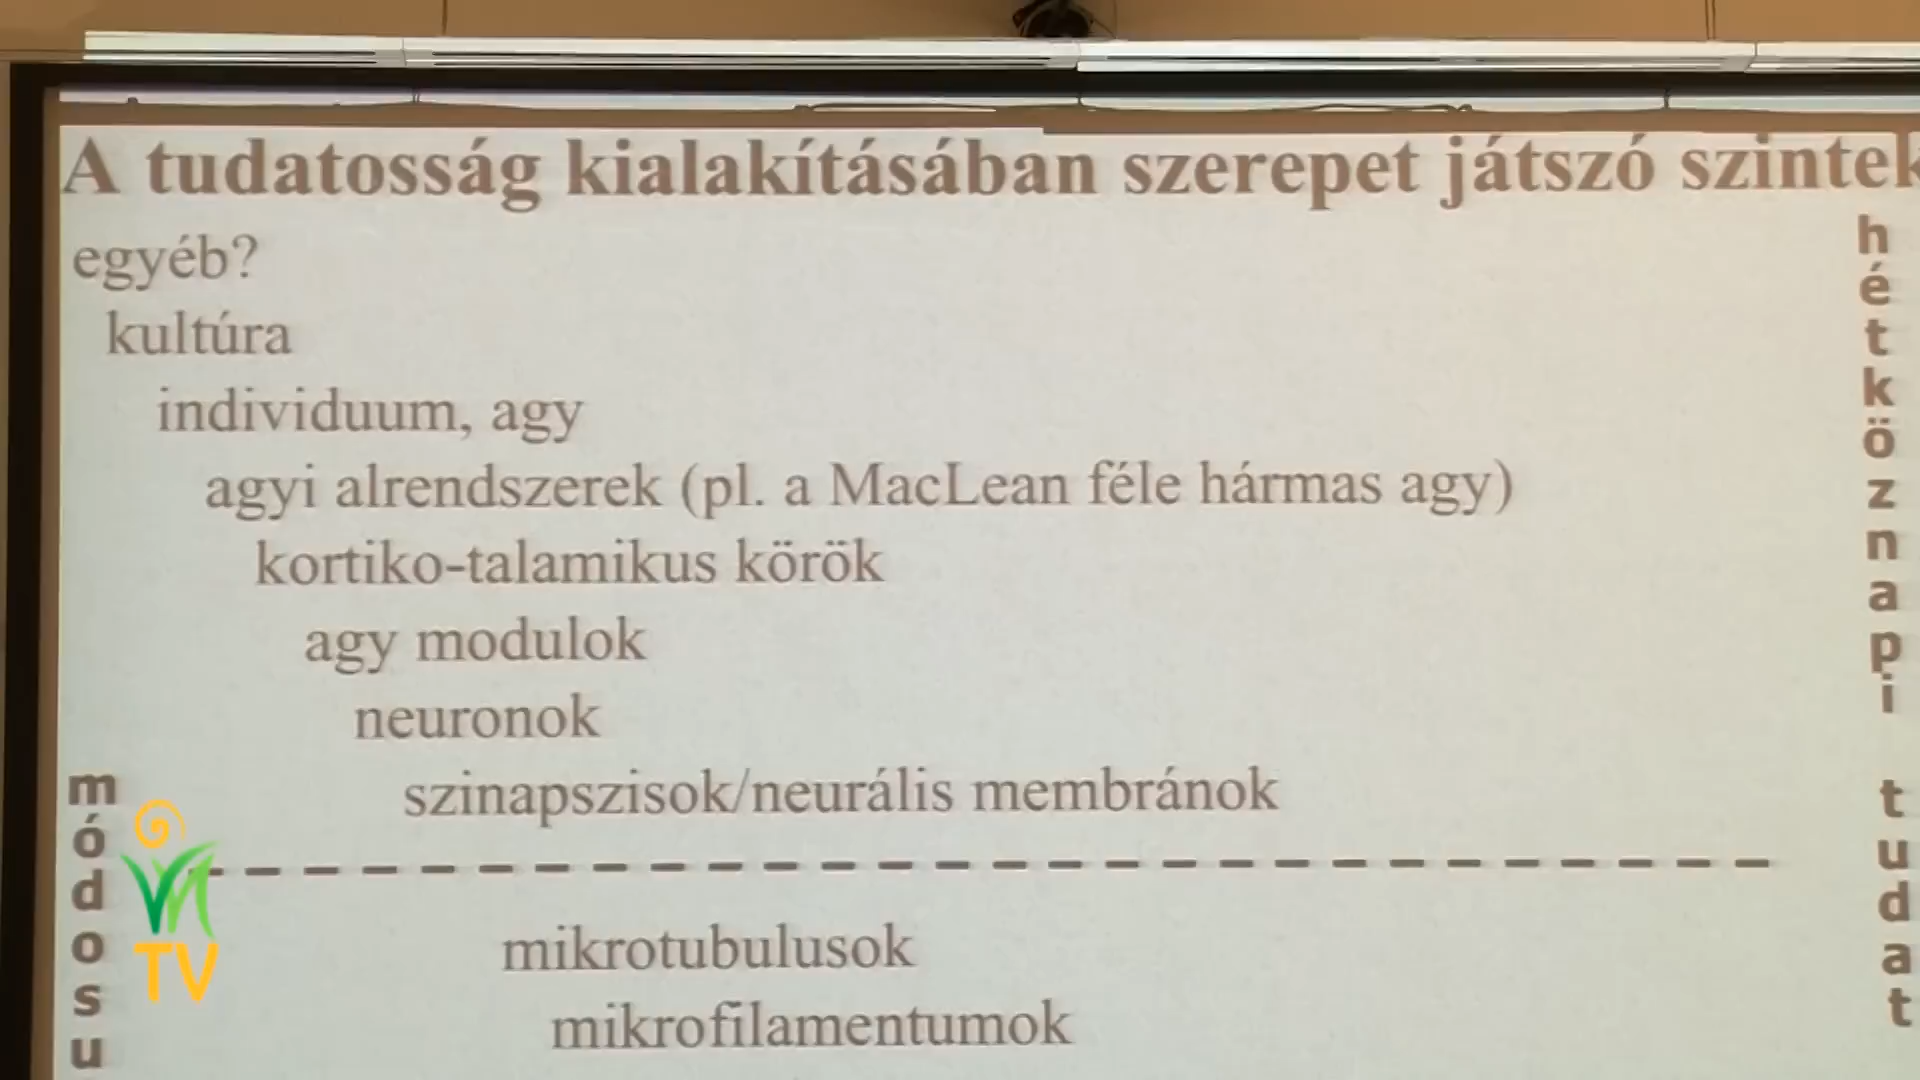 A tudatosság kialakításában szerepet játszó szintek
egyéb?
kultúra
individuum, agy
agyi alrendszerek (pl. a MacLean féle hármas agy)
kortiko-talamikus körök
agy modulok
neuronok
szinapszisok/neurális membránok
mikrotubulusok
mikrofilamentumok
hétköznapi tudat
módosu
TV